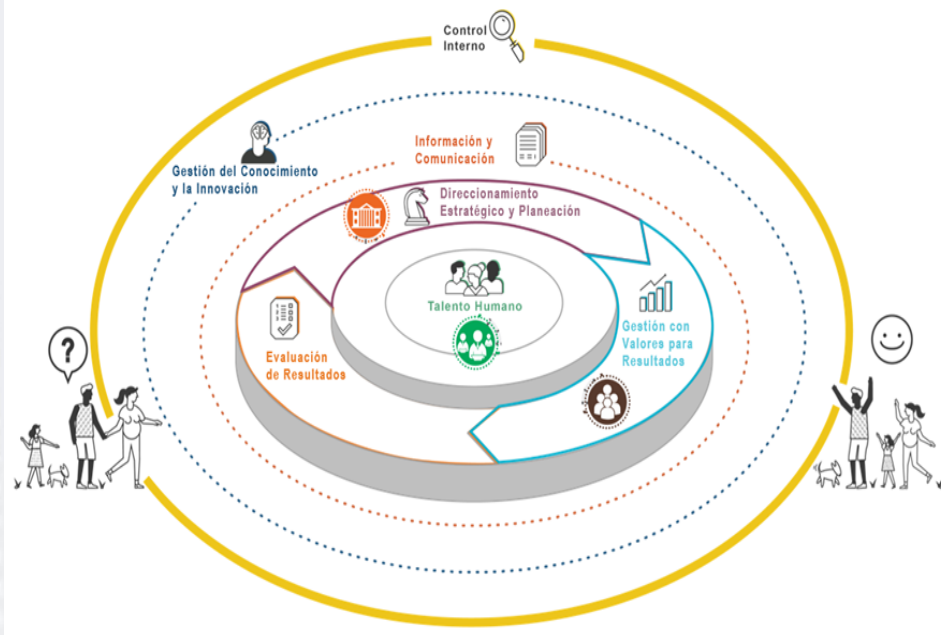 Control
Interno
Información y
Comunicación
Gestión del Conocimiento
y la Innovación
Direccionamiento
Estratégico y Planeación
Talento Humano
Gestión con
Valores para
Resultados
Evaluación
de Resultados
?